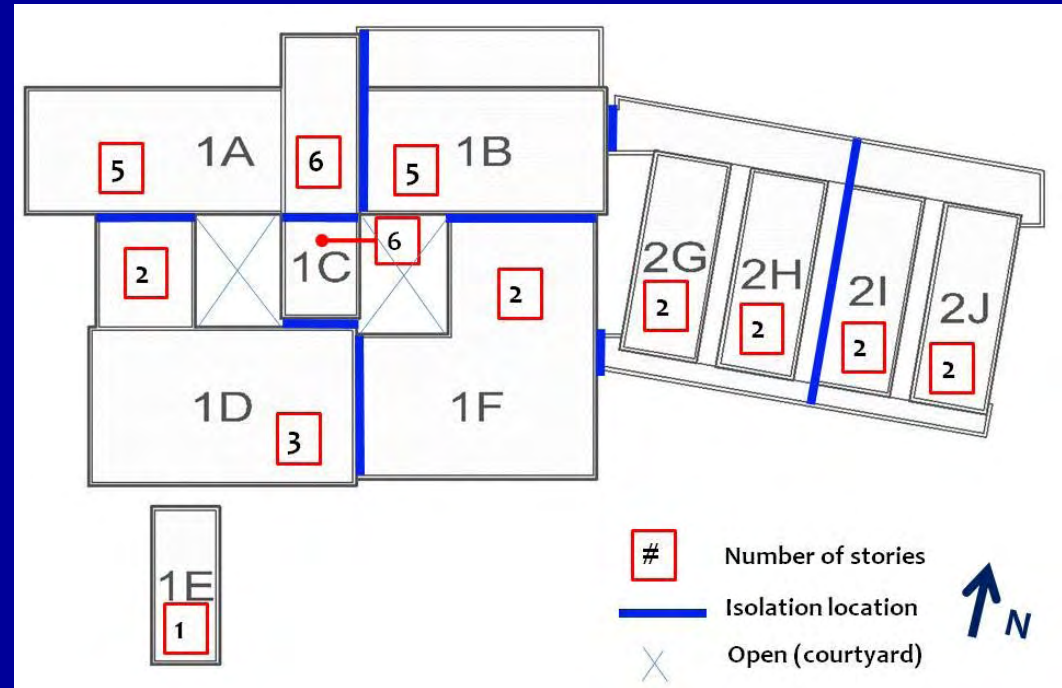 1A
5
6
1B
5
6
1C
2
2
1D
3
1F
2G
2
2H
2
2I
2
2J
2
1E
1
# Number of stories
Isolation location
Open (courtyard)
N